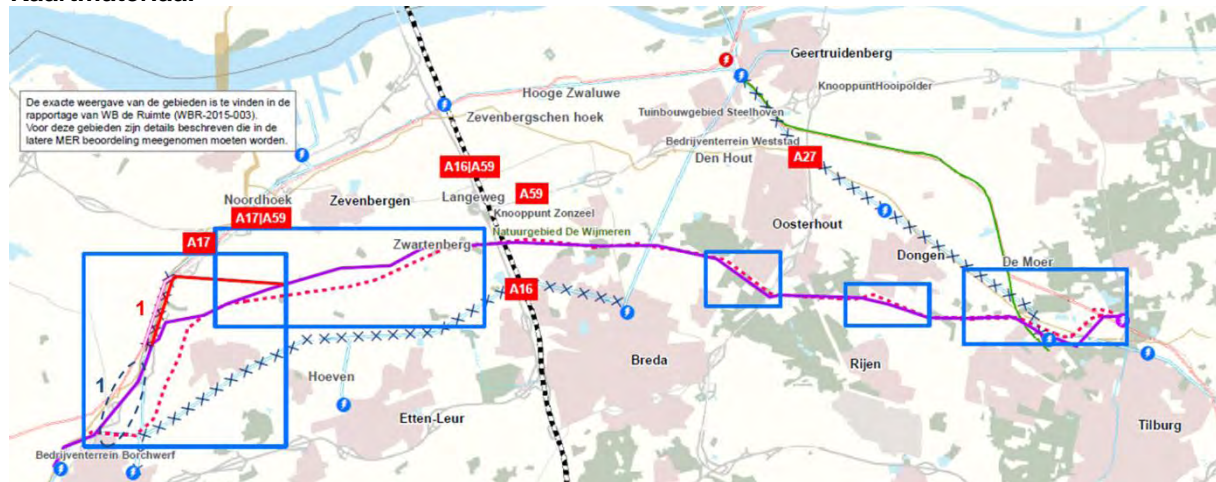 Kaartmateriaal
De exacte weergave van de gebieden is te vinden in de
rapportage van WB de Ruimte (WBR-2015-003).
Voor deze gebieden zijn details beschreven die in de
latere MER beoordeling meegenomen moeten worden.
Geertruidenberg
KnooppuntHooipolder
Hooge Zwaluwe
Zevenbergschen hoek
Tuinbouwgebied Steelhoven
Bedrijventerrein Weststad
Den Hout
A27
A16|A59
Noordhoek
Zevenbergen
Langeweg
A59
A17|A59
Knooppunt Zonzeel
Natuurgebied De Wijmeren
Oosterhout
A17
Zwartenberg
Dongen
De Moer
A16
1
1
Breda
Rijen
Hoeven
Etten-Leur
Tilburg
Bedrijventerrein Borchwerf